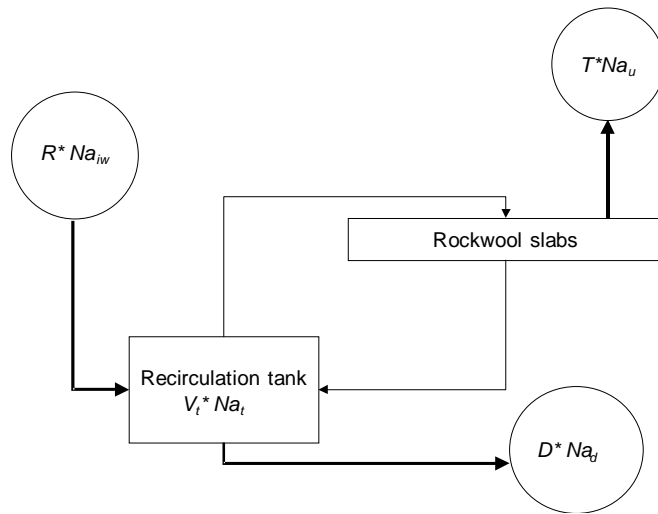 T*Na_u
R* Na_iw
Rockwool slabs
Recirculation tank
V_t* Na_t
D* Na_d